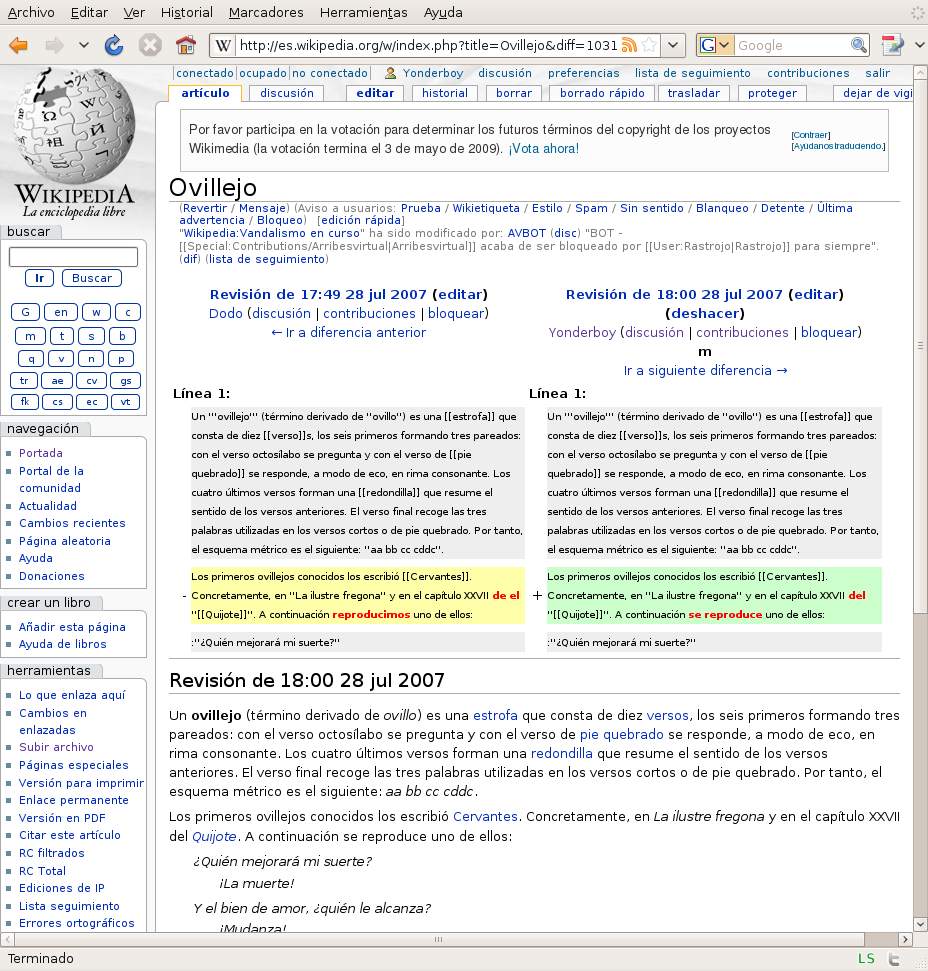 Archivo Editar Ver Historial Marcadores Herramientas Ayuda
W http://es.wikipedia.org/w/index.php?title=Ovillejo&diff=1031 G Google
conectado ocupado no conectado Yonderboy discusión preferencias lista de seguimiento contribuciones salir
artículo discusión editar historial borrar borrado rápido trasladar proteger dejar de vigi
Por favor participa en la votación para determinar los futuros términos del copyright de los proyectos
Wikimedia (la votación termina el 3 de mayo de 2009). ¡Vota ahora!
[Contraer]
[Ayúdanos traduciendo.]
WIKIPEDIA
La enciclopedia libre
buscar
Ir Buscar
G en w c
m t s b
q v n p
tr ae cv gs
fk cs ec vt
navegación
Portada
Portal de la
comunidad
Actualidad
Cambios recientes
Página aleatoria
Ayuda
Donaciones
crear un libro
Añadir esta página
Ayuda de libros
herramientas
Lo que enlaza aquí
Cambios en
enlazadas
Subir archivo
Páginas especiales
Versión para imprimir
Enlace permanente
Versión en PDF
Citar este artículo
RC filtrados
RC Total
Ediciones de IP
Lista seguimiento
Errores ortográficos
Ovillejo
(Revertir / Mensaje) (Aviso a usuarios: Prueba / Wikietiqueta / Estilo / Spam / Sin sentido / Blanqueo / Detente / Última
advertencia / Bloqueo) [edición rápida]
"Wikipedia:Vandalismo en curso" ha sido modificado por: AVBOT (disc) "BOT -
[[Special:Contributions/Arribesvirtual|Arribesvirtual]] acaba de ser bloqueado por [[User:Rastrojo|Rastrojo]] para siempre".
(dif) (lista de seguimiento)
Revisión de 17:49 28 jul 2007 (editar)
Dodo (discusión | contribuciones | bloquear)
← Ir a diferencia anterior
Revisión de 18:00 28 jul 2007 (editar)
(deshacer)
Yonderboy (discusión | contribuciones | bloquear)
m
Ir a siguiente diferencia →
Línea 1:
Un '''ovillejo''' (término derivado de ''ovillo'') es una [[estrofa]] que
consta de diez [[verso]]s, los seis primeros formando tres pareados:
con el verso octosílabo se pregunta y con el verso de [[pie
quebrado]] se responde, a modo de eco, en rima consonante. Los
cuatro últimos versos forman una [[redondilla]] que resume el
sentido de los versos anteriores. El verso final recoge las tres
palabras utilizadas en los versos cortos o de pie quebrado. Por tanto,
el esquema métrico es el siguiente: ''aa bb cc cddc''.
Los primeros ovillejos conocidos los escribió [[Cervantes]].
- Concretamente, en ''La ilustre fregona'' y en el capítulo XXVII de el
''[[Quijote]]''. A continuación reproducimos uno de ellos:
:''¿Quién mejorará mi suerte?''
Línea 1:
Un '''ovillejo''' (término derivado de ''ovillo'') es una [[estrofa]] que
consta de diez [[verso]]s, los seis primeros formando tres pareados:
con el verso octosílabo se pregunta y con el verso de [[pie
quebrado]] se responde, a modo de eco, en rima consonante. Los
cuatro últimos versos forman una [[redondilla]] que resume el
sentido de los versos anteriores. El verso final recoge las tres
palabras utilizadas en los versos cortos o de pie quebrado. Por tanto,
el esquema métrico es el siguiente: ''aa bb cc cddc''.
Los primeros ovillejos conocidos los escribió [[Cervantes]].
+ Concretamente, en ''La ilustre fregona'' y en el capítulo XXVII del
''[[Quijote]]''. A continuación se reproduce uno de ellos:
:''¿Quién mejorará mi suerte?''
Revisión de 18:00 28 jul 2007
Un ovillejo (término derivado de ovillo) es una estrofa que consta de diez versos, los seis primeros formando tres
pareados: con el verso octosílabo se pregunta y con el verso de pie quebrado se responde, a modo de eco, en
rima consonante. Los cuatro últimos versos forman una redondilla que resume el sentido de los versos
anteriores. El verso final recoge las tres palabras utilizadas en los versos cortos o de pie quebrado. Por tanto, el
esquema métrico es el siguiente: aa bb cc cddc.
Los primeros ovillejos conocidos los escribió Cervantes. Concretamente, en La ilustre fregona y en el capítulo XXVII
del Quijote. A continuación se reproduce uno de ellos:
¿Quién mejorará mi suerte?
¡La muerte!
Y el bien de amor, ¿quién le alcanza?
¡Mudanza!
Terminado LS